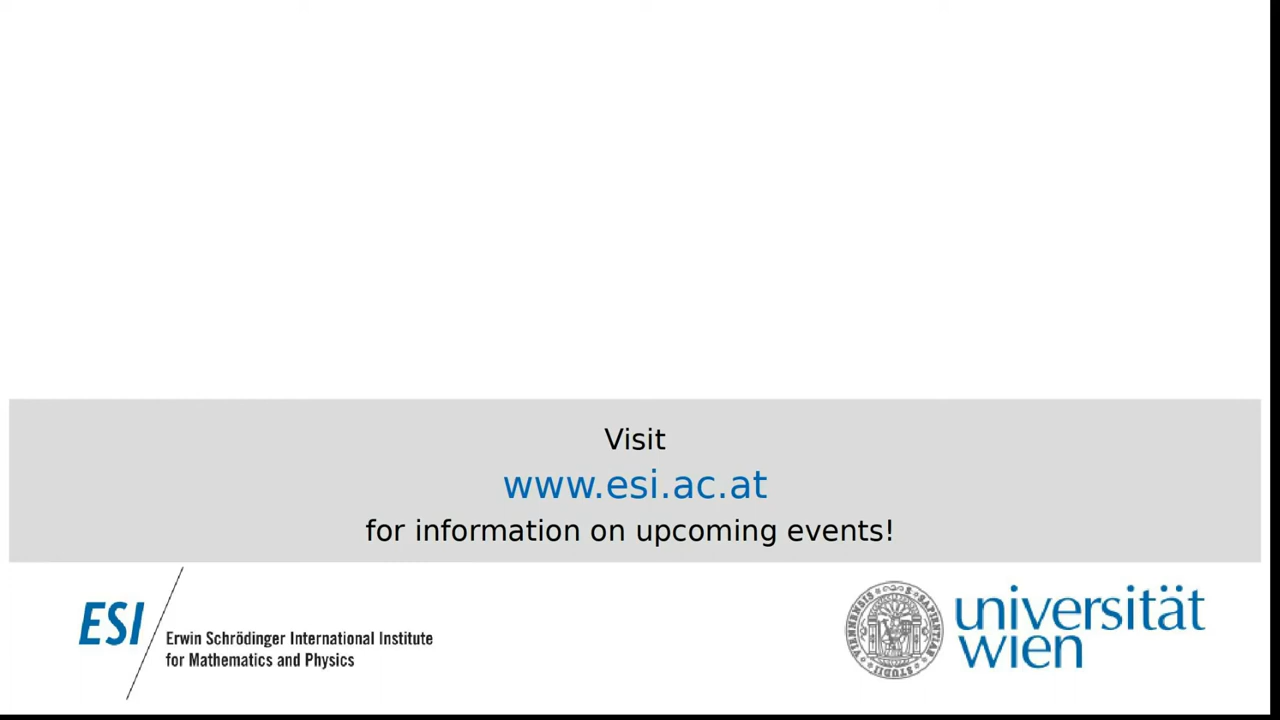 Visit
www.esi.ac.at
for information on upcoming events!
ESI
Erwin Schrödinger International Institute
for Mathematics and Physics
universität
wien